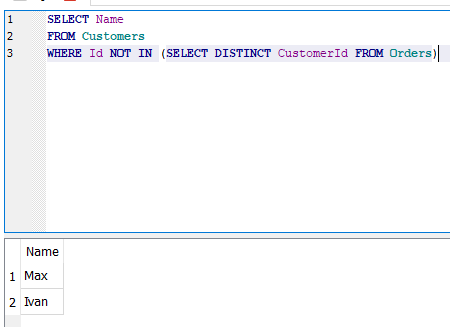 1 SELECT Name
2 FROM Customers
3 WHERE Id NOT IN (SELECT DISTINCT CustomerId FROM Orders)
Name
1 Max
2 Ivan